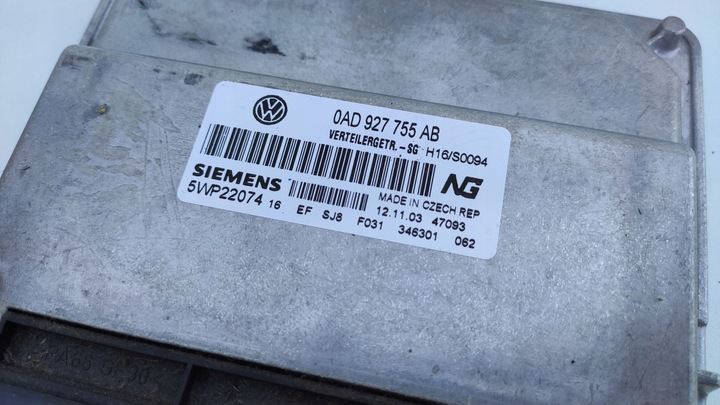 0AD 927 755 AB
VERTEILERGETR.-SG H16/S0094
SIEMENS NG
MADE IN CZECH REP
5WP22074 16 12.11.03 47093
EF SJ8 F031 346301 062